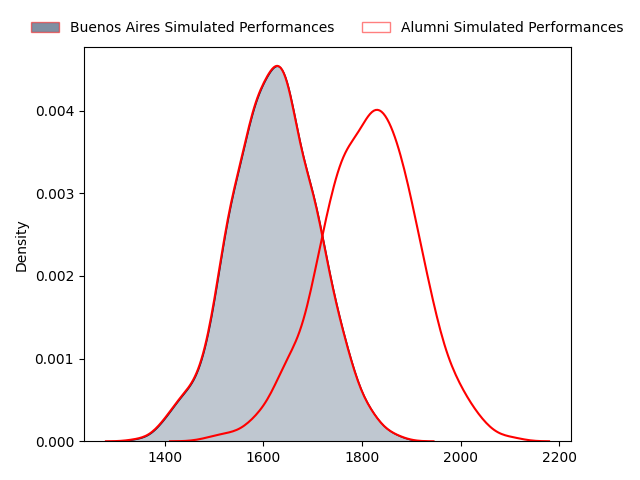 Buenos Aires Simulated Performances Alumni Simulated Performances
0.004
0.003
Density
0.002
0.001
0.000
1400 1600 1800 2000 2200